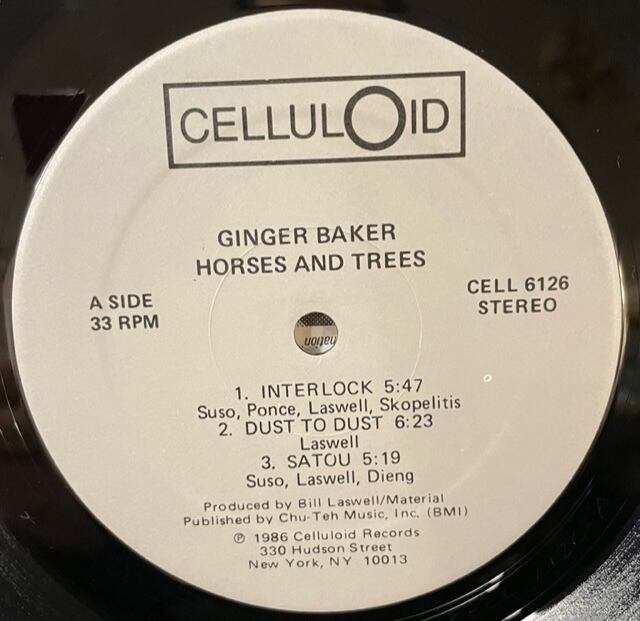 CELLULOID
GINGER BAKER
HORSES AND TREES
A SIDE
33 RPM
CELL 6126
STEREO
nation.
1. INTERLOCK 5:47
Suso, Ponce, Laswell, Skopelitis
2. DUST TO DUST 6:23
Laswell
3. SATOU 5:19
Suso, Laswell, Dieng
Produced by Bill Laswell/Material
Published by Chu-Teh Music, Inc. (BMI)
℗ 1986 Celluloid Records
330 Hudson Street
New York, NY 10013